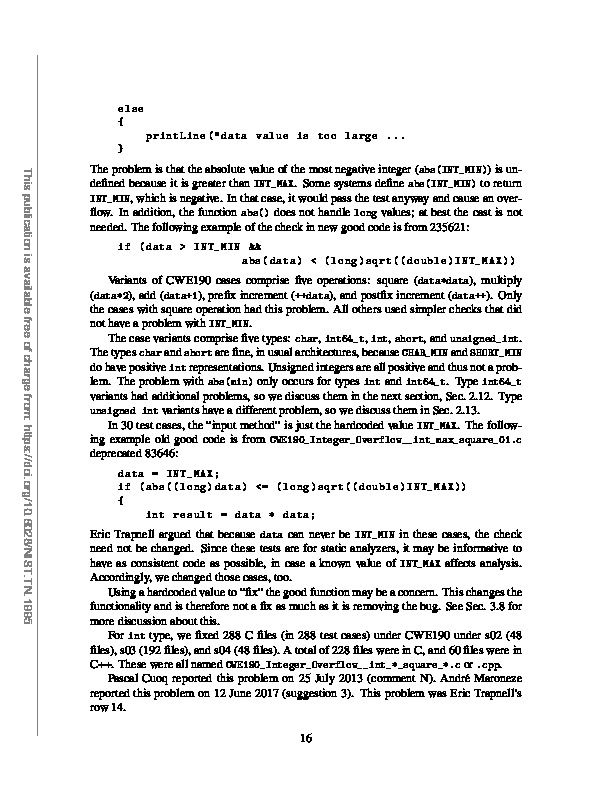 else
{
printLine("data value is too large ...
}
The problem is that the absolute value of the most negative integer (abs(INT_MIN)) is un-
defined because it is greater than INT_MAX. Some systems define abs(INT_MIN) to return
INT_MIN, which is negative. In that case, it would pass the test anyway and cause an over-
flow. In addition, the function abs() does not handle long values; at best the cast is not
needed. The following example of the check in new good code is from 235621:
if (data > INT_MIN &&
abs(data) < (long)sqrt((double)INT_MAX))
Variants of CWE190 cases comprise five operations: square (data*data), multiply
(data*2), add (data+1), prefix increment (++data), and postfix increment (data++). Only
the cases with square operation had this problem. All others used simpler checks that did
not have a problem with INT_MIN.
The case variants comprise five types: char, int64_t, int, short, and unsigned_int.
The types char and short are fine, in usual architectures, because CHAR_MIN and SHORT_MIN
do have positive int representations. Unsigned integers are all positive and thus not a prob-
lem. The problem with abs(min) only occurs for types int and int64_t. Type int64_t
variants had additional problems, so we discuss them in the next section, Sec. 2.12. Type
unsigned int variants have a different problem, so we discuss them in Sec. 2.13.
In 30 test cases, the "input method" is just the hardcoded value INT_MAX. The follow-
ing example old good code is from CWE190_Integer_Overflow__int_max_square_01.c
deprecated 83646:
data = INT_MAX;
if (abs((long)data) <= (long)sqrt((double)INT_MAX))
{
int result = data * data;
Eric Trapnell argued that because data can never be INT_MIN in these cases, the check
need not be changed. Since these tests are for static analyzers, it may be informative to
have as consistent code as possible, in case a known value of INT_MAX affects analysis.
Accordingly, we changed those cases, too.
Using a hardcoded value to "fix" the good function may be a concern. This changes the
functionality and is therefore not a fix as much as it is removing the bug. See Sec. 3.8 for
more discussion about this.
For int type, we fixed 288 C files (in 288 test cases) under CWE190 under s02 (48
files), s03 (192 files), and s04 (48 files). A total of 228 files were in C, and 60 files were in
C++. These were all named CWE190_Integer_Overflow__int_*_square_*.c or .cpp.
Pascal Cuoq reported this problem on 25 July 2013 (comment N). André Maroneze
reported this problem on 12 June 2017 (suggestion 3). This problem was Eric Trapnell's
row 14.
16
This publication is available free of charge from: https://doi.org/10.6028/NIST.TN.1995